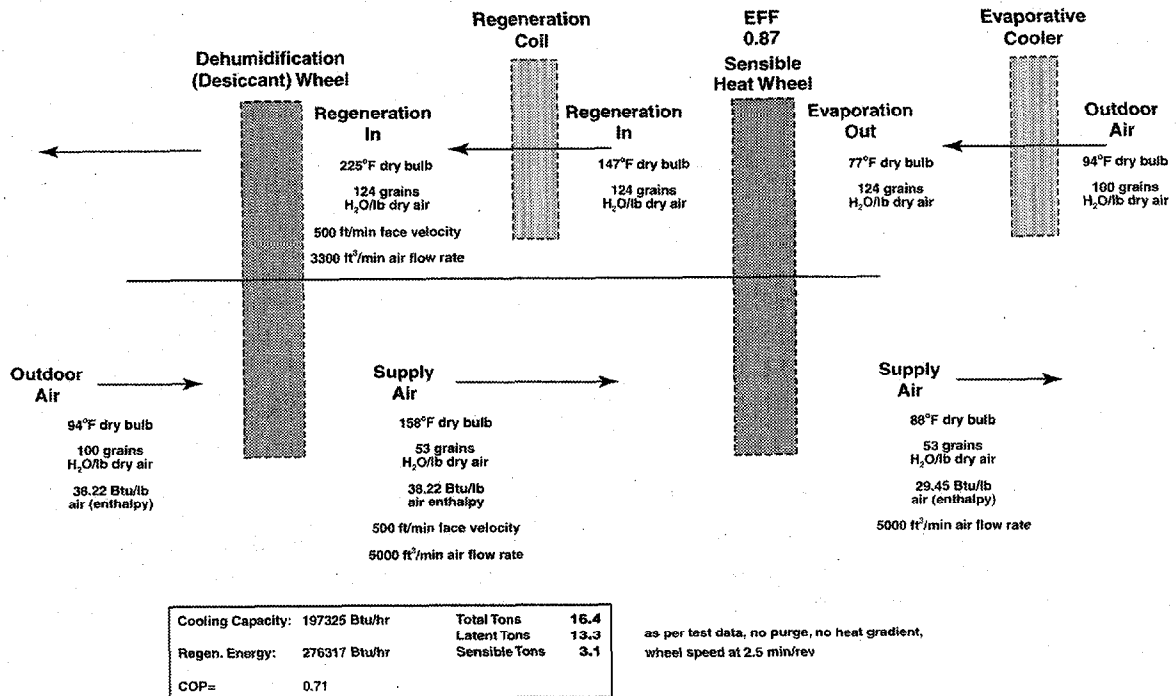 Regeneration
Coil
EFF
0.87
Evaporative
Cooler
Dehumidification
(Desiccant) Wheel
Sensible
Heat Wheel
Regeneration
In
Regeneration
In
Evaporation
Out
Outdoor
Air
225°F dry bulb
124 grains
H₂O/lb dry air
500 ft/min face velocity
3300 ft³/min air flow rate
147°F dry bulb
124 grains
H₂O/lb dry air
77°F dry bulb
124 grains
H₂O/lb dry air
94°F dry bulb
100 grains
H₂O/lb dry air
Outdoor
Air
94°F dry bulb
100 grains
H₂O/lb dry air
38.22 Btu/lb
air (enthalpy)
Supply
Air
158°F dry bulb
53 grains
H₂O/lb dry air
38.22 Btu/lb
air enthalpy
500 ft/min face velocity
5000 ft³/min air flow rate
Supply
Air
88°F dry bulb
53 grains
H₂O/lb dry air
29.45 Btu/lb
air (enthalpy)
5000 ft³/min air flow rate
Cooling Capacity: 197325 Btu/hr
Total Tons 16.4
Latent Tons 13.3
Regen. Energy: 276317 Btu/hr
Sensible Tons 3.1
COP= 0.71
as per test data, no purge, no heat gradient,
wheel speed at 2.5 min/rev